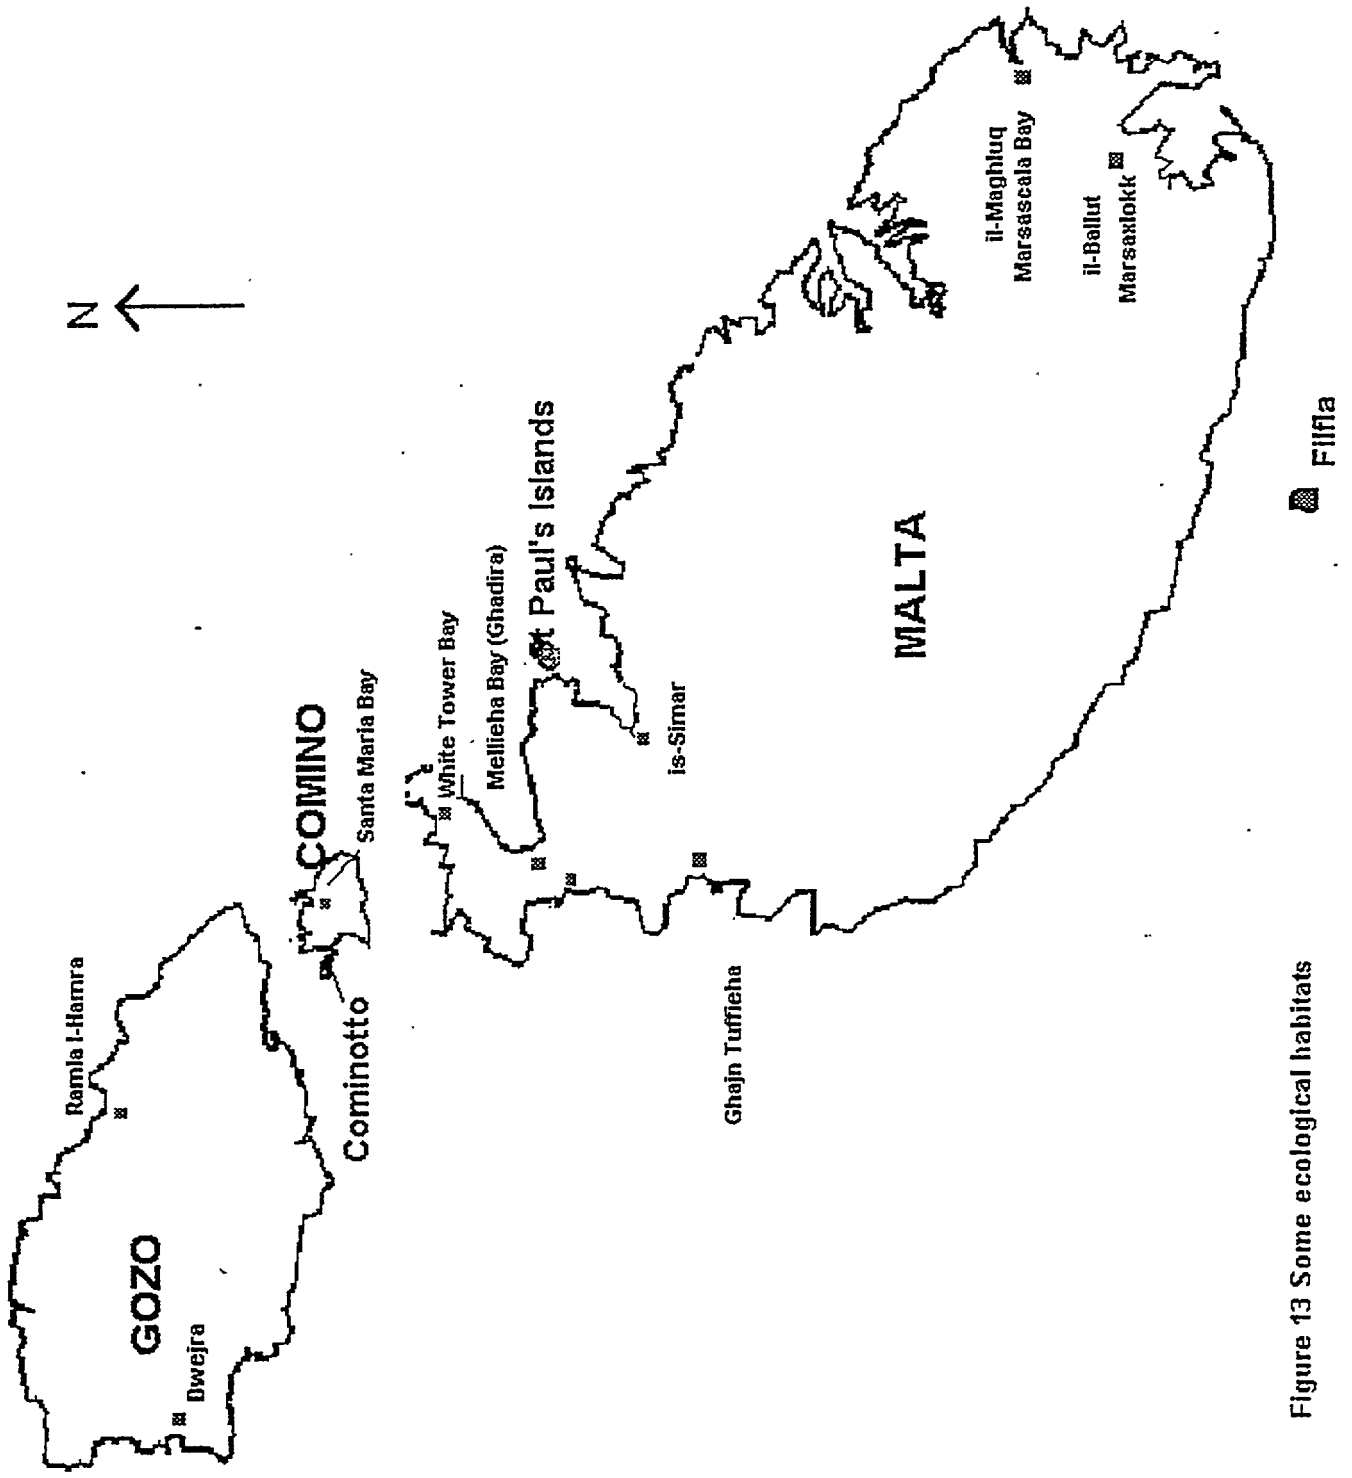 N
Ramla l-Hamra
GOZO
Dwejra
COMINO
Santa Maria Bay
Cominotto
White Tower Bay
Mellieha Bay (Ghadira)
St Paul's Islands
is-Simar
Ghajn Tuffieha
MALTA
il-Maghluq
Marsascala Bay
il-Ballut
Marsaxlokk
Filfla
Figure 13 Some ecological habitats